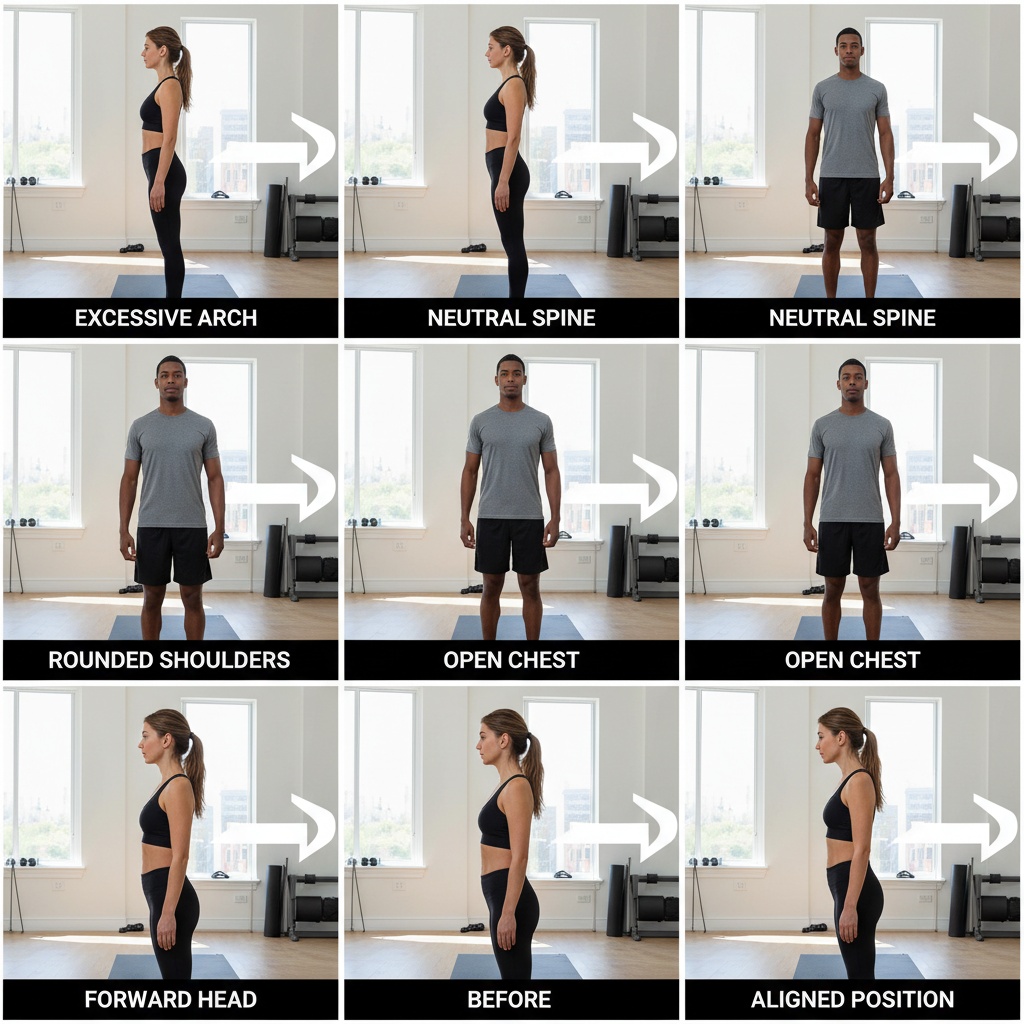 EXCESSIVE ARCH
NEUTRAL SPINE
NEUTRAL SPINE
ROUNDED SHOULDERS
OPEN CHEST
OPEN CHEST
FORWARD HEAD
BEFORE
ALIGNED POSITION